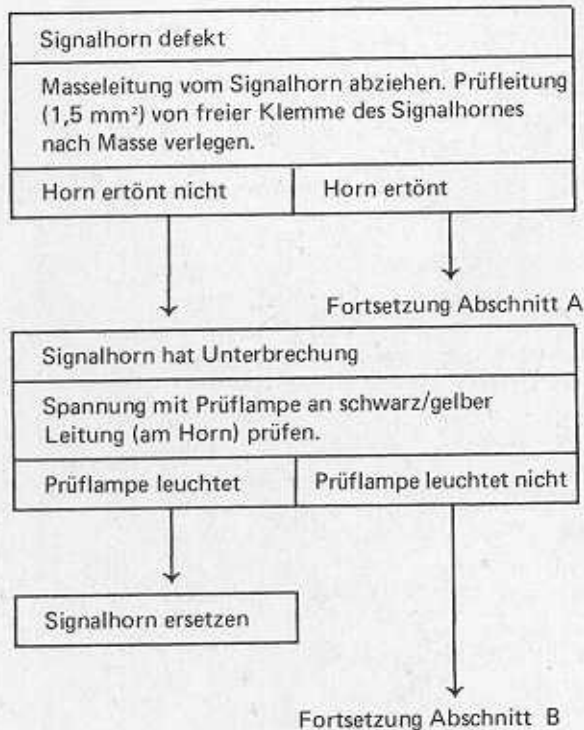 Signalhorn defekt
Masseleitung vom Signalhorn abziehen. Prüfleitung
(1,5 mm²) von freier Klemme des Signalhornes
nach Masse verlegen.
Horn ertönt nicht
Horn ertönt
Fortsetzung Abschnitt A
Signalhorn hat Unterbrechung
Spannung mit Prüflampe an schwarz/gelber
Leitung (am Horn) prüfen.
Prüflampe leuchtet
Prüflampe leuchtet nicht
Signalhorn ersetzen
Fortsetzung Abschnitt B